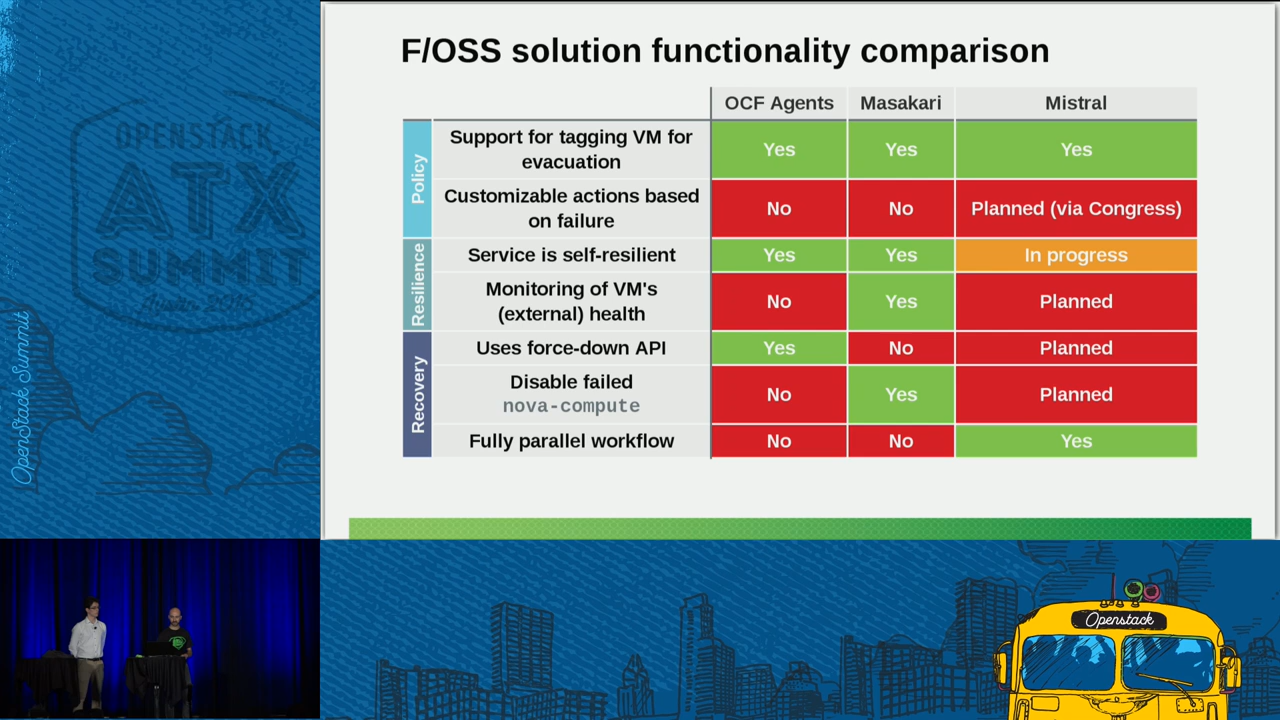 F/OSS solution functionality comparison
OCF Agents Masakari Mistral
Policy
Support for tagging VM for
evacuation
Yes Yes Yes
Customizable actions based
on failure
No No Planned (via Congress)
Resilience
Service is self-resilient Yes Yes In progress
Monitoring of VM's
(external) health
No Yes Planned
Recovery
Uses force-down API Yes No Planned
Disable failed
nova-compute
No Yes Planned
Fully parallel workflow No No Yes
OPENSTACK
ATX
SUMMIT
OpenStack Summit
Openstack